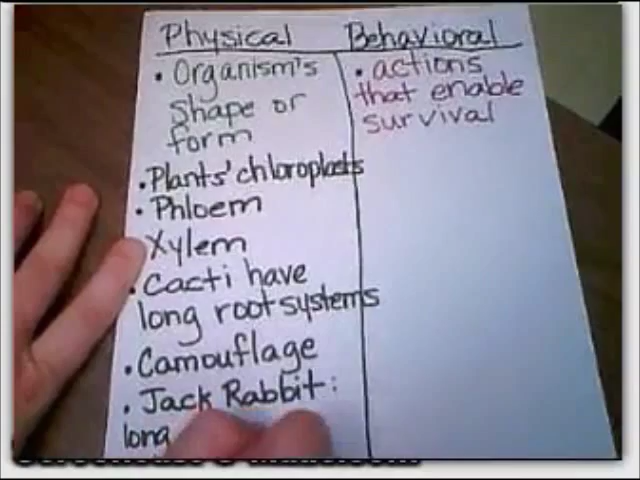 Physical Behavioral
• Organism's
shape or
form
• Plants' chloroplasts
• Phloem
Xylem
• Cacti have
long root systems
• Camouflage
• Jack Rabbit:
long
• actions
that enable
survival